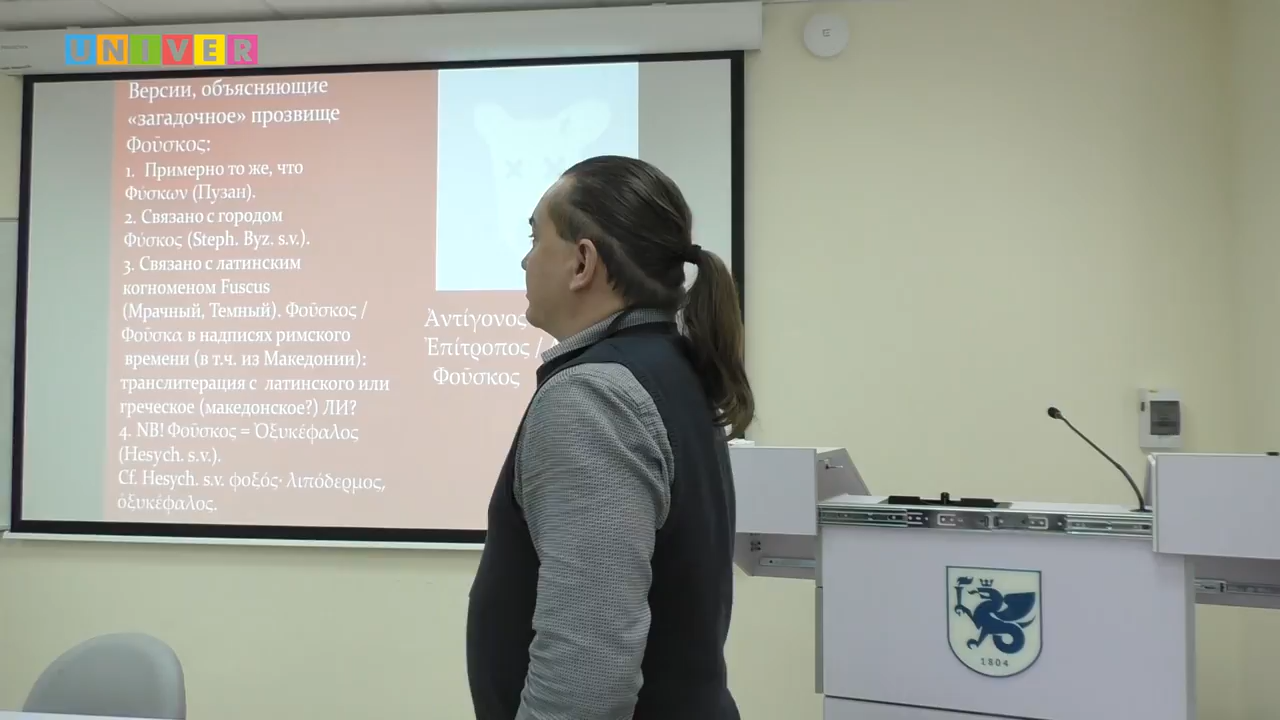 UNIVER
Версии, объясняющие
«загадочное» прозвище
Φοῦσκος:
1. Примерно то же, что
Φύσκων (Пузан).
2. Связано с городом
Φύσκος (Steph. Byz. s.v.).
3. Связано с латинским
когноменом Fuscus
(Мрачный, Темный). Φοῦσκος /
Φοῦσκα в надписях римского
времени (в т.ч. из Македонии):
транслитерация с латинского или
греческое (македонское?) ЛИ?
4. NB! Φοῦσκος = Ὀξυκέφαλος
(Hesych. s.v.).
Cf. Hesych. s.v. φοξός· λιπόδερμος,
ὀξυκέφαλος.
Ἀντίγονος
Ἐπίτροπος /
Φοῦσκος
1804